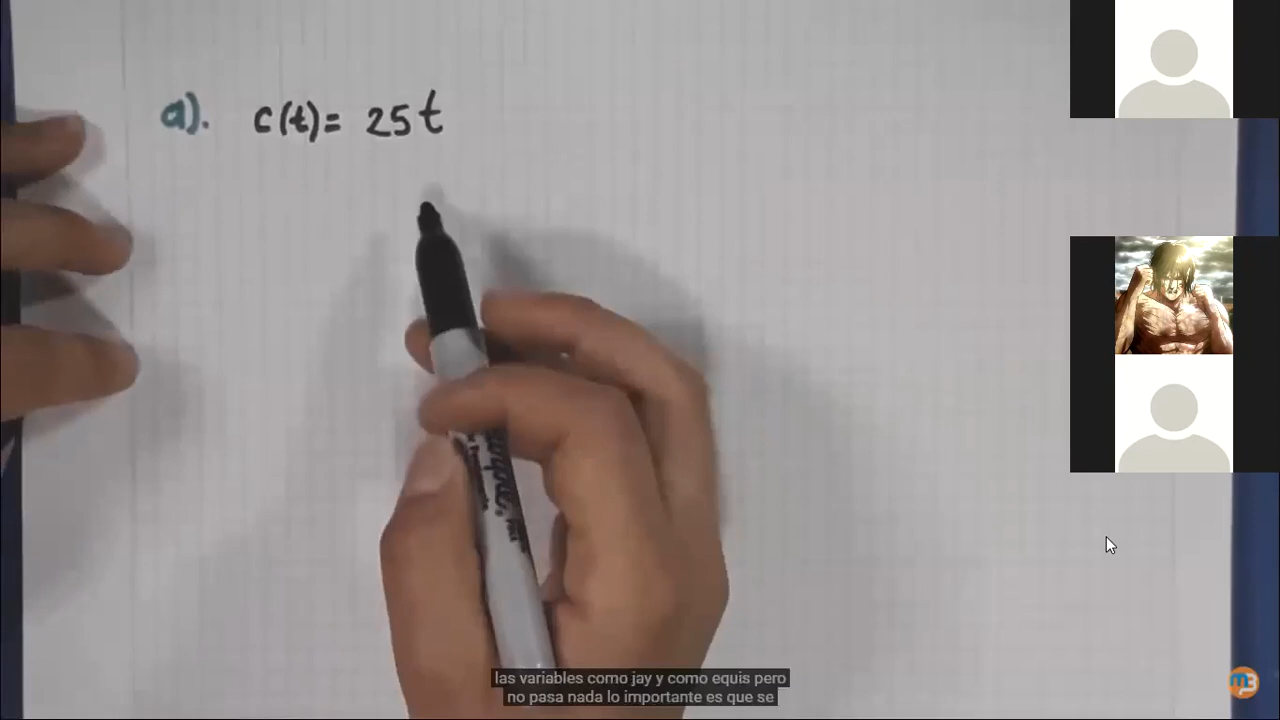 a). c(t)= 25t
las variables como jay y como equis pero
no pasa nada lo importante es que se